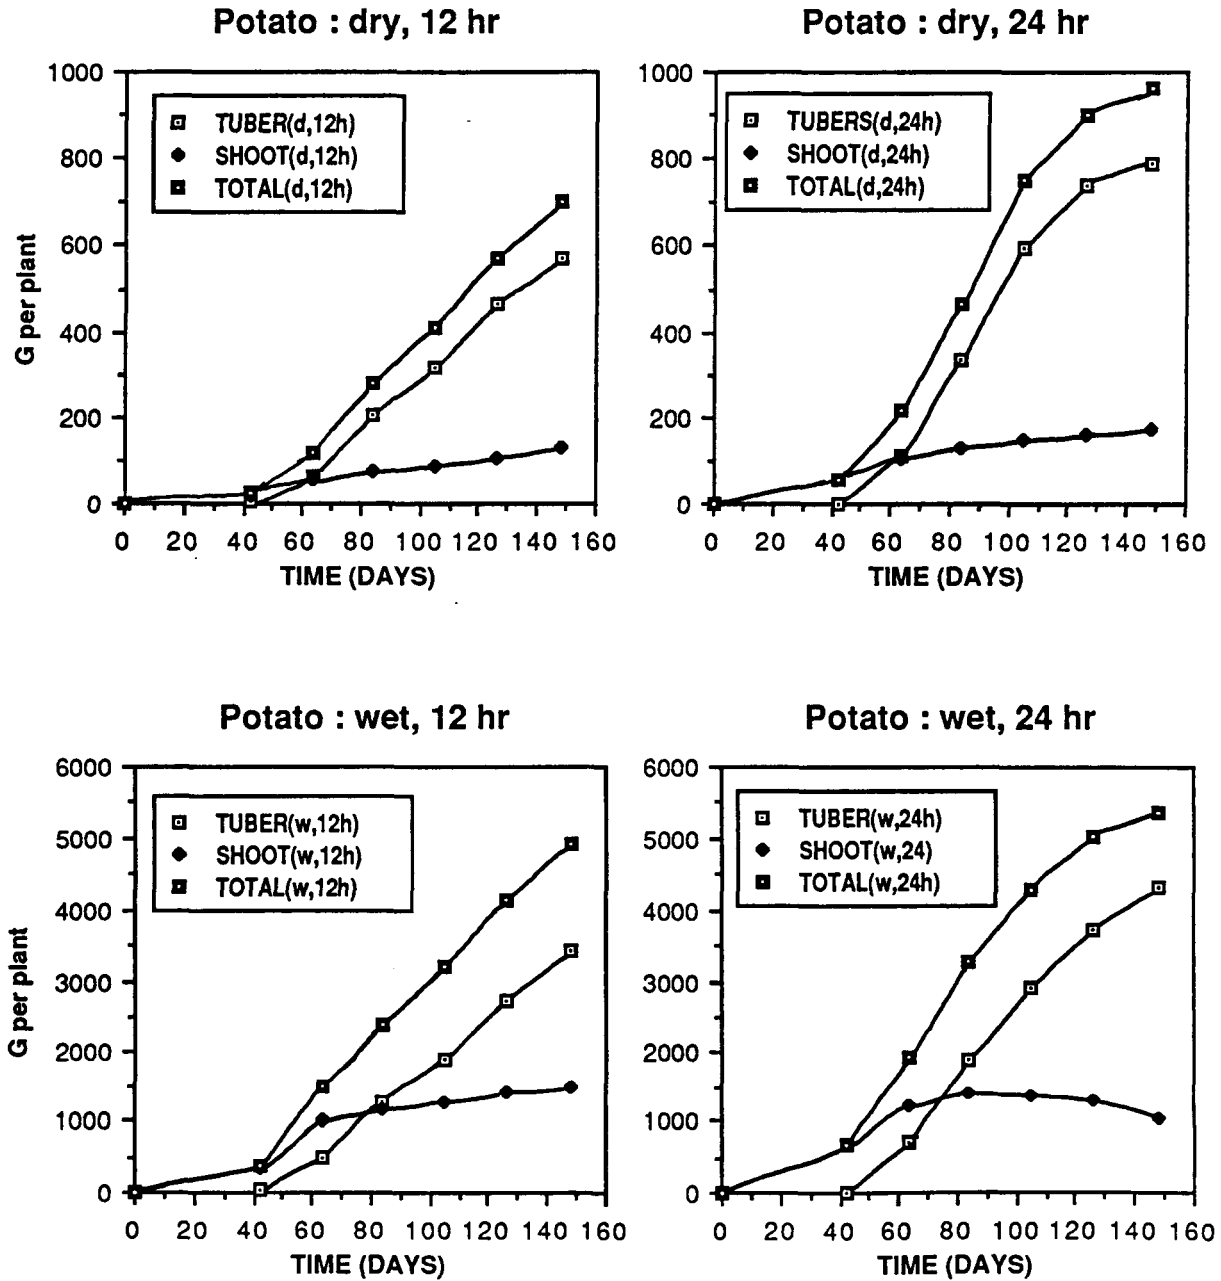 Potato : dry, 12 hr
1000
800
600
400
200
0
G per plant
TUBER(d,12h)
SHOOT(d,12h)
TOTAL(d,12h)
0 20 40 60 80 100 120 140 160
TIME (DAYS)
Potato : dry, 24 hr
1000
800
600
400
200
0
TUBERS(d,24h)
SHOOT(d,24h)
TOTAL(d,24h)
0 20 40 60 80 100 120 140 160
TIME (DAYS)
Potato : wet, 12 hr
6000
5000
4000
3000
2000
1000
0
G per plant
TUBER(w,12h)
SHOOT(w,12h)
TOTAL(w,12h)
0 20 40 60 80 100 120 140 160
TIME (DAYS)
Potato : wet, 24 hr
6000
5000
4000
3000
2000
1000
0
TUBER(w,24h)
SHOOT(w,24)
TOTAL(w,24h)
0 20 40 60 80 100 120 140 160
TIME (DAYS)